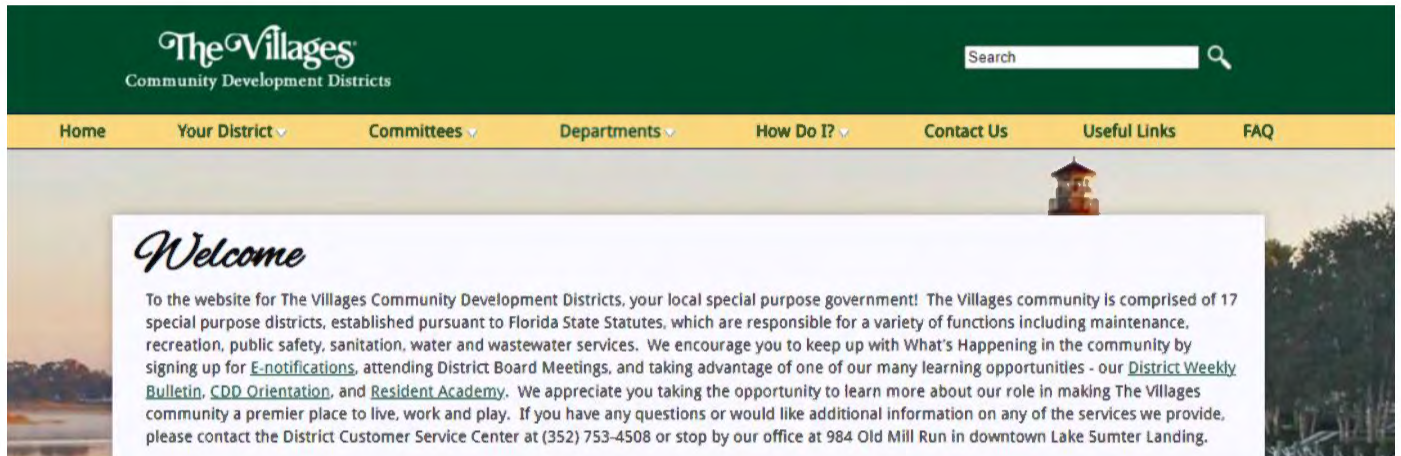 The Villages
Community Development Districts
Search
Home Your District Committees Departments How Do I? Contact Us Useful Links FAQ
Welcome
To the website for The Villages Community Development Districts, your local special purpose government! The Villages community is comprised of 17
special purpose districts, established pursuant to Florida State Statutes, which are responsible for a variety of functions including maintenance,
recreation, public safety, sanitation, water and wastewater services. We encourage you to keep up with What's Happening in the community by
signing up for E-notifications, attending District Board Meetings, and taking advantage of one of our many learning opportunities - our District Weekly
Bulletin, CDD Orientation, and Resident Academy. We appreciate you taking the opportunity to learn more about our role in making The Villages
community a premier place to live, work and play. If you have any questions or would like additional information on any of the services we provide,
please contact the District Customer Service Center at (352) 753-4508 or stop by our office at 984 Old Mill Run in downtown Lake Sumter Landing.